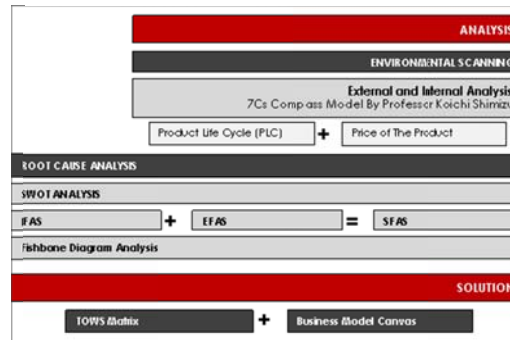 ANALYSIS
ENVIRONMENTAL SCANNING
External and Internal Analysis
7Cs Compass Model By Professor Koichi Shimizu
Product Life Cycle (PLC) + Price of The Product
ROOT CAUSE ANALYSIS
SWOT ANALYSIS
IFAS + EFAS = SFAS
Fishbone Diagram Analysis
SOLUTION
TOWS Matrix + Business Model Canvas